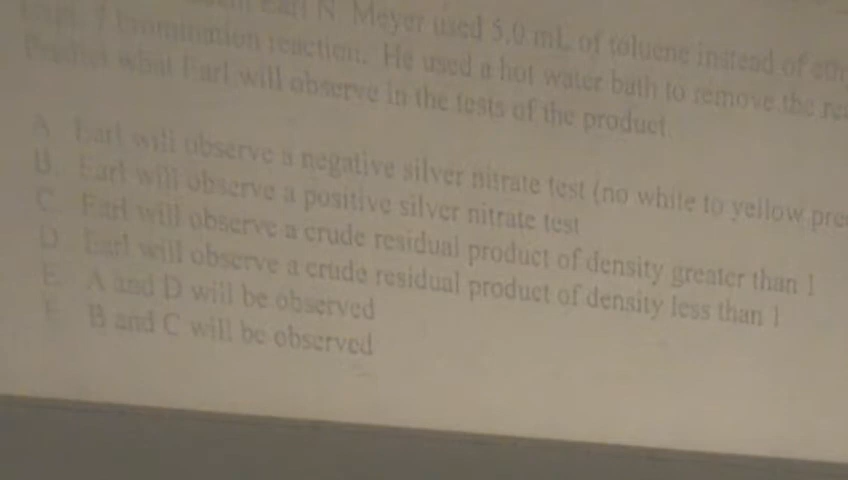 Earl N. Meyer used 5.0 mL of toluene instead of
bromination reaction. He used a hot water bath to remove the
Predict what Earl will observe in the tests of the product
A. Earl will observe a negative silver nitrate test (no white to yellow
B. Earl will observe a positive silver nitrate test
C. Earl will observe a crude residual product of density greater than 1
D. Earl will observe a crude residual product of density less than 1
E. A and D will be observed
F. B and C will be observed